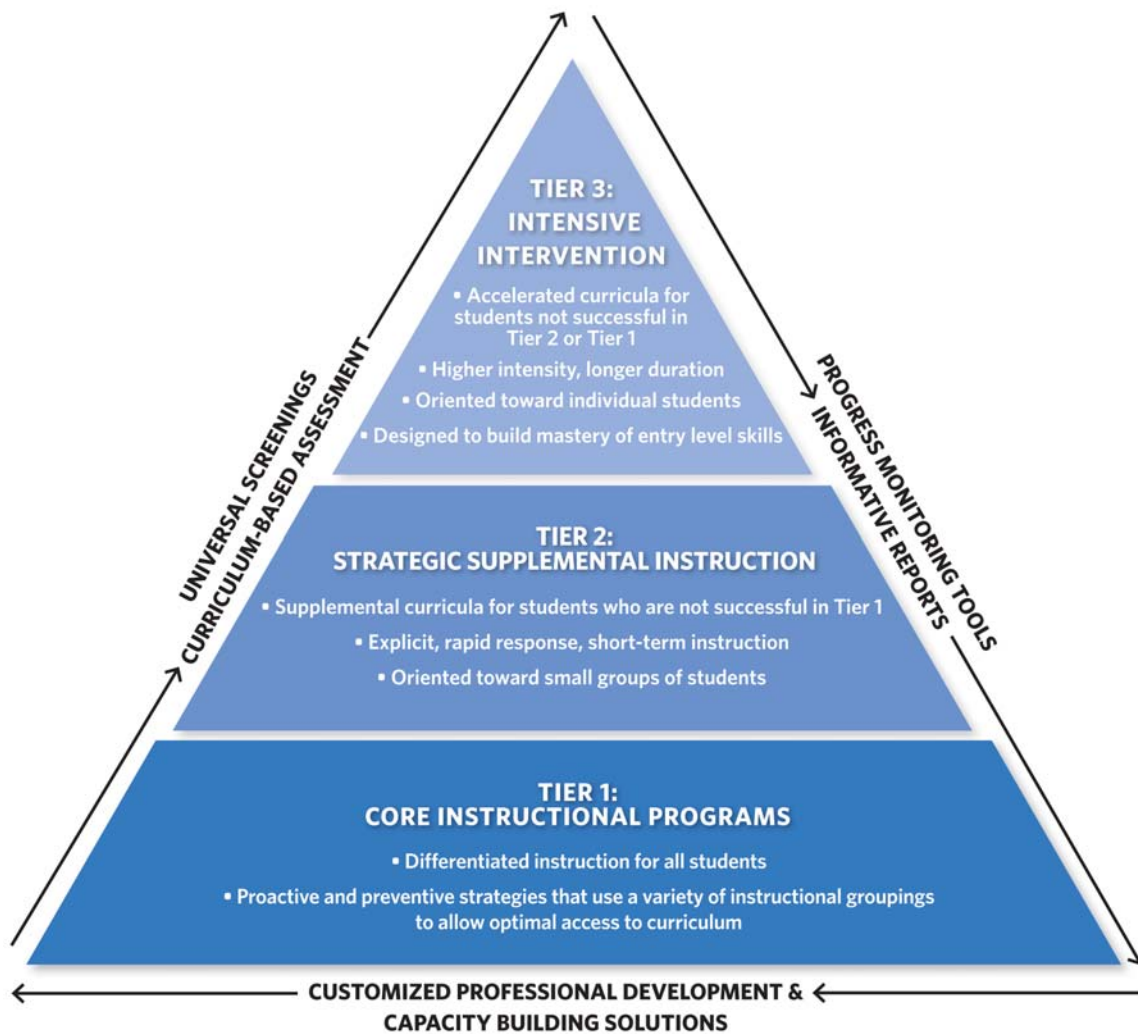 TIER 3:
INTENSIVE
INTERVENTION
▪ Accelerated curricula for
students not successful in
Tier 2 or Tier 1
▪ Higher intensity, longer duration
▪ Oriented toward individual students
▪ Designed to build mastery of entry level skills
UNIVERSAL SCREENINGS
CURRICULUM-BASED ASSESSMENT
PROGRESS MONITORING TOOLS
INFORMATIVE REPORTS
TIER 2:
STRATEGIC SUPPLEMENTAL INSTRUCTION
▪ Supplemental curricula for students who are not successful in Tier 1
▪ Explicit, rapid response, short-term instruction
▪ Oriented toward small groups of students
TIER 1:
CORE INSTRUCTIONAL PROGRAMS
▪ Differentiated instruction for all students
▪ Proactive and preventive strategies that use a variety of instructional groupings
to allow optimal access to curriculum
CUSTOMIZED PROFESSIONAL DEVELOPMENT &
CAPACITY BUILDING SOLUTIONS